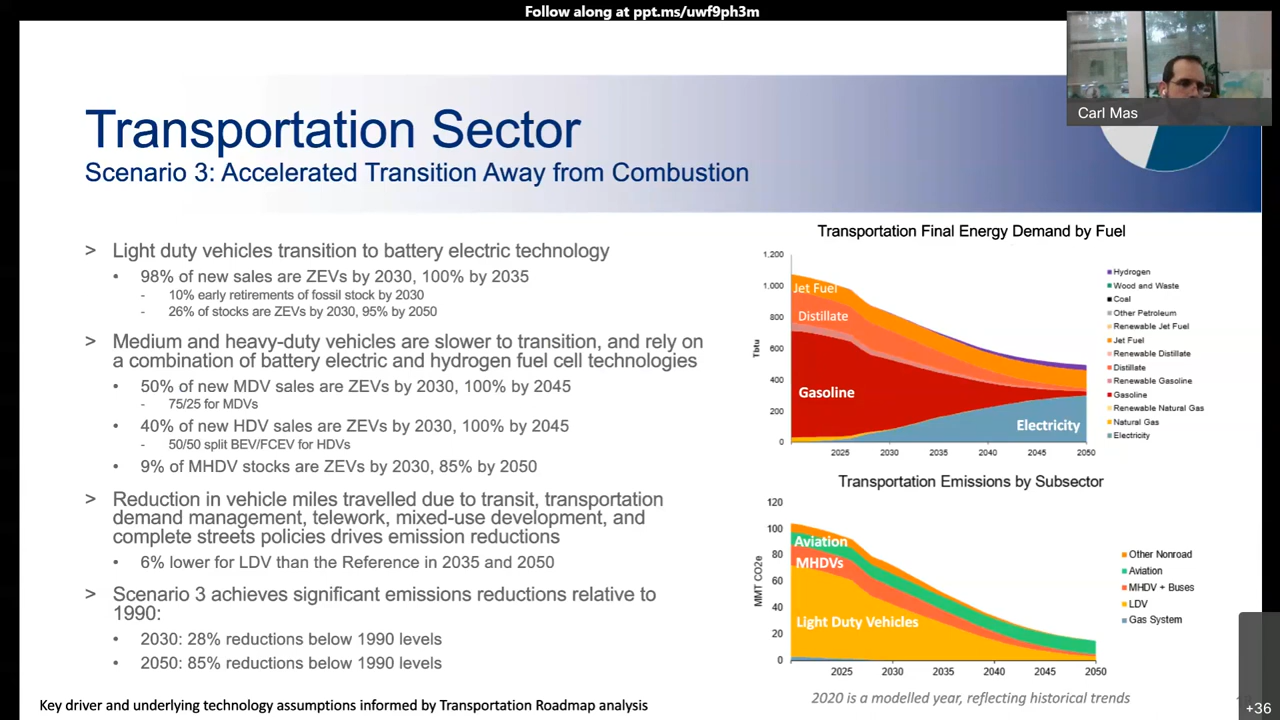 Follow along at ppt.ms/uwf9ph3m
Carl Mas
Transportation Sector
Scenario 3: Accelerated Transition Away from Combustion
> Light duty vehicles transition to battery electric technology
• 98% of new sales are ZEVs by 2030, 100% by 2035
- 10% early retirements of fossil stock by 2030
- 26% of stocks are ZEVs by 2030, 95% by 2050
> Medium and heavy-duty vehicles are slower to transition, and rely on
a combination of battery electric and hydrogen fuel cell technologies
• 50% of new MDV sales are ZEVs by 2030, 100% by 2045
- 75/25 for MDVs
• 40% of new HDV sales are ZEVs by 2030, 100% by 2045
- 50/50 split BEV/FCEV for HDVs
• 9% of MHDV stocks are ZEVs by 2030, 85% by 2050
> Reduction in vehicle miles travelled due to transit, transportation
demand management, telework, mixed-use development, and
complete streets policies drives emission reductions
• 6% lower for LDV than the Reference in 2035 and 2050
> Scenario 3 achieves significant emissions reductions relative to
1990:
• 2030: 28% reductions below 1990 levels
• 2050: 85% reductions below 1990 levels
Key driver and underlying technology assumptions informed by Transportation Roadmap analysis
Transportation Final Energy Demand by Fuel
1,200
1,000
800
600
400
200
0
Tbtu
Jet Fuel
Distillate
Gasoline
Electricity
2025 2030 2035 2040 2045 2050
Hydrogen
Wood and Waste
Coal
Other Petroleum
Renewable Jet Fuel
Jet Fuel
Renewable Distillate
Distillate
Renewable Gasoline
Gasoline
Renewable Natural Gas
Natural Gas
Electricity
Transportation Emissions by Subsector
120
100
80
60
40
20
0
MMT CO2e
Aviation
MHDVs
Light Duty Vehicles
2025 2030 2035 2040 2045 2050
Other Nonroad
Aviation
MHDV + Buses
LDV
Gas System
2020 is a modelled year, reflecting historical trends
+36